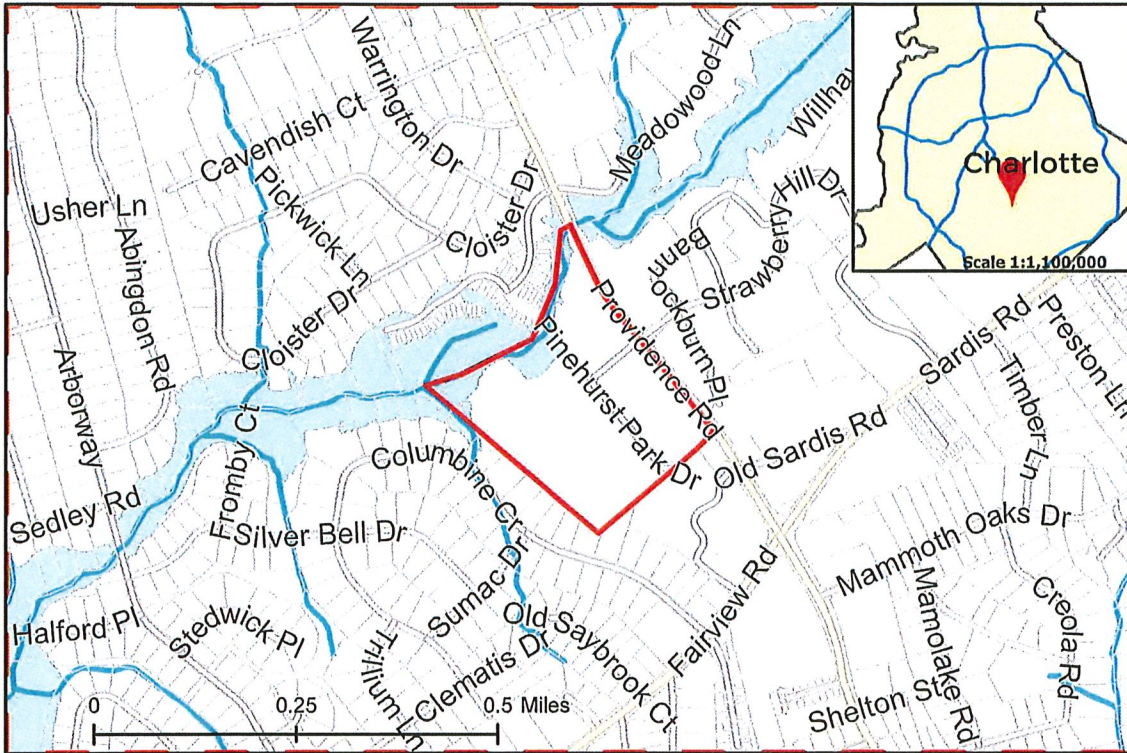 Warrington Dr
Meadowood Ln
Cavendish Ct
Charlotte
Scale 1:1,100,000
Usher Ln
Abingdon Rd
Pickwick Ln
Cloister Dr
Strawberry Hill Dr
Bannockburn Pl
Cloister Dr
Providence Rd
Pinehurst Park Dr
Sardis Rd
Preston Ln
Timber Ln
Arborway
Fromby Ct
Columbine Cr
Old Sardis Rd
Sedley Rd
Silver Bell Dr
Sumac Dr
Mammoth Oaks Dr
Mamolake Rd
Creola Rd
Halford Pl
Stedwick Pl
Trillium Ln
Clematis Dr
Old Saybrook Ct
Fairview Rd
Shelton St
0 0.25 0.5 Miles